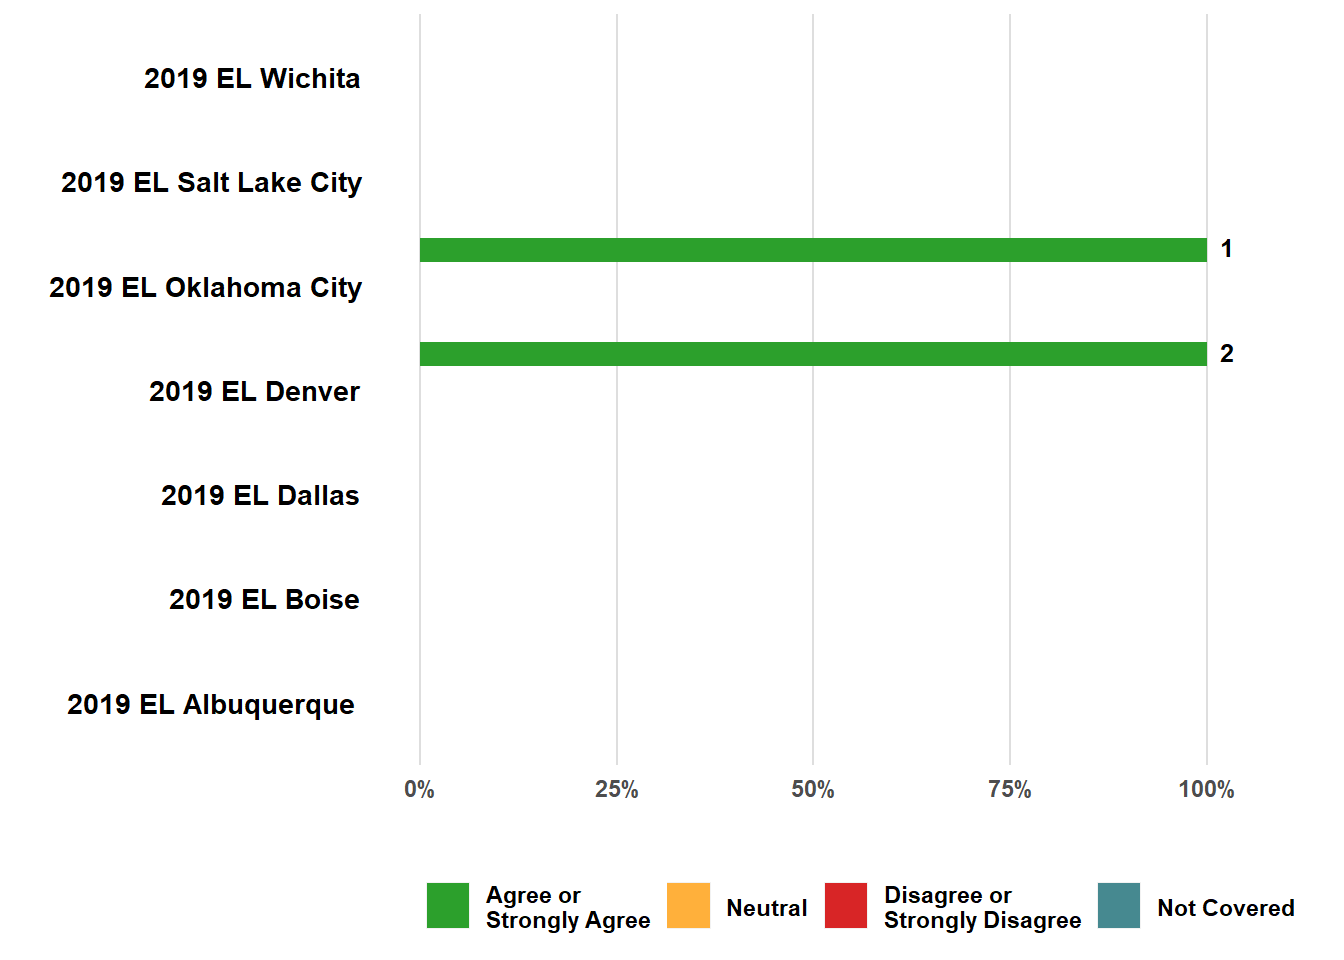 2019 EL Wichita
2019 EL Salt Lake City
1
2019 EL Oklahoma City
2
2019 EL Denver
2019 EL Dallas
2019 EL Boise
2019 EL Albuquerque
0% 25% 50% 75% 100%
Agree or
Strongly Agree
Neutral
Disagree or
Strongly Disagree
Not Covered